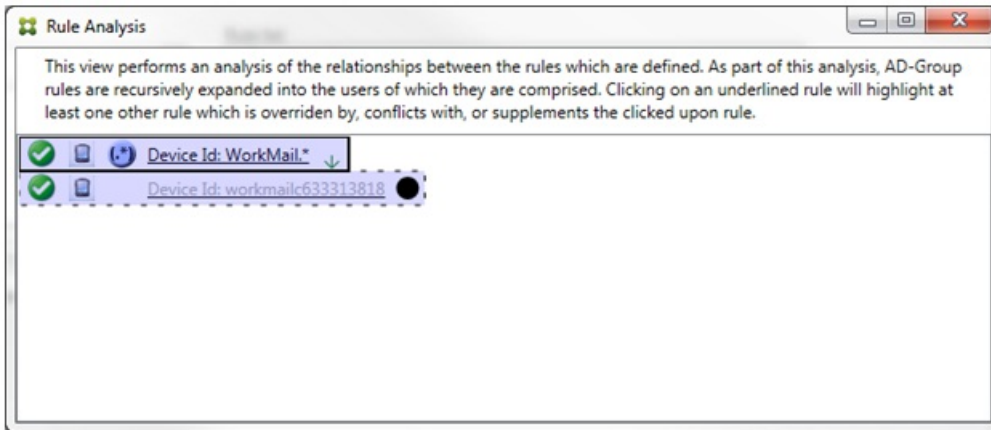 Rule Analysis
This view performs an analysis of the relationships between the rules which are defined. As part of this analysis, AD-Group
rules are recursively expanded into the users of which they are comprised. Clicking on an underlined rule will highlight at
least one other rule which is overriden by, conflicts with, or supplements the clicked upon rule.
(.*) Device Id: WorkMail.*
Device Id: workmailc633313818